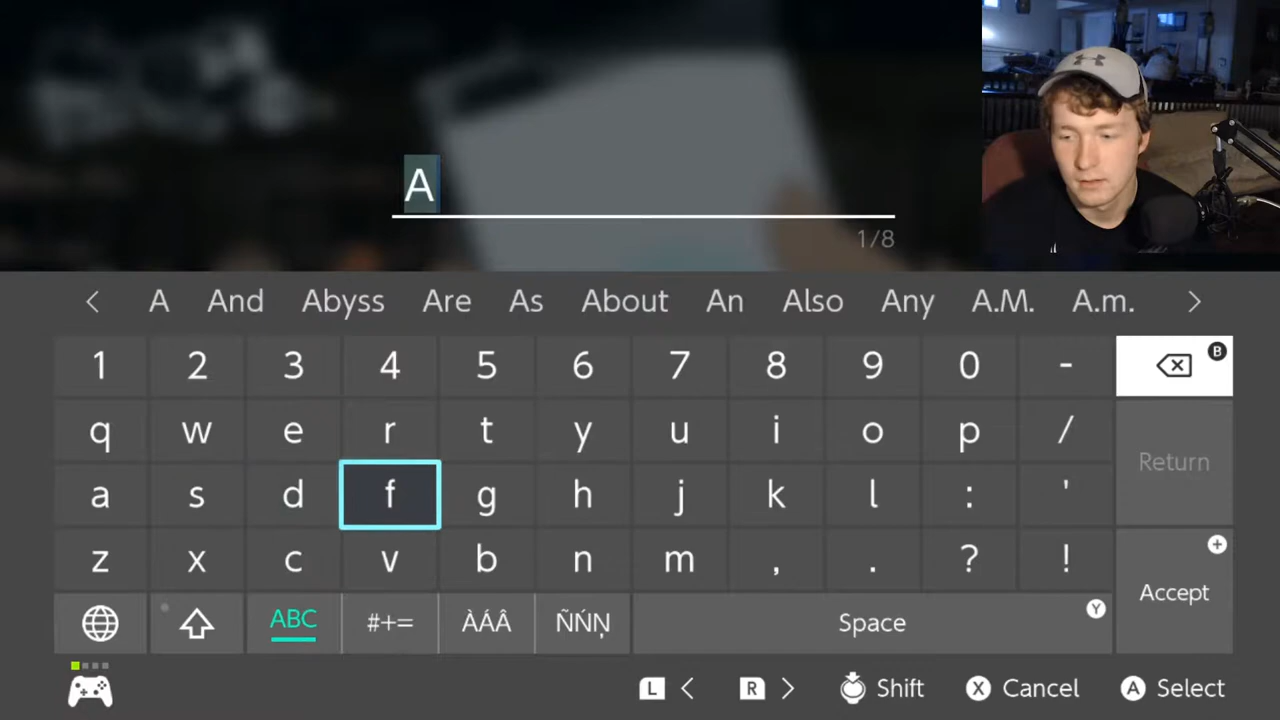 A
1/8
A And Abyss Are As About An Also Any A.M. A.m.
1 2 3 4 5 6 7 8 9 0 - B
q w e r t y u i o p /
Return
a s d f g h j k l : '
z x c v b n m , . ? ! +
Accept
ABC #+= ÀÁÂ ÑŃŅ Space Y
L R Shift X Cancel A Select